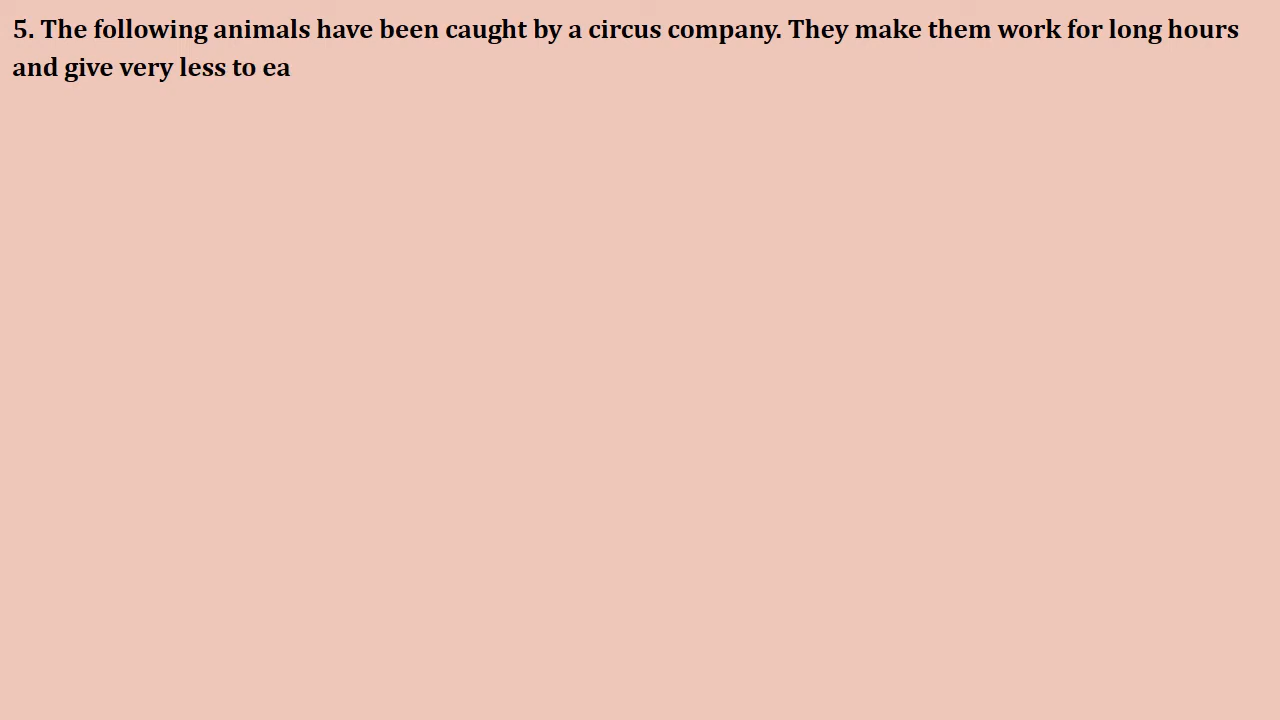 5. The following animals have been caught by a circus company. They make them work for long hours
and give very less to ea